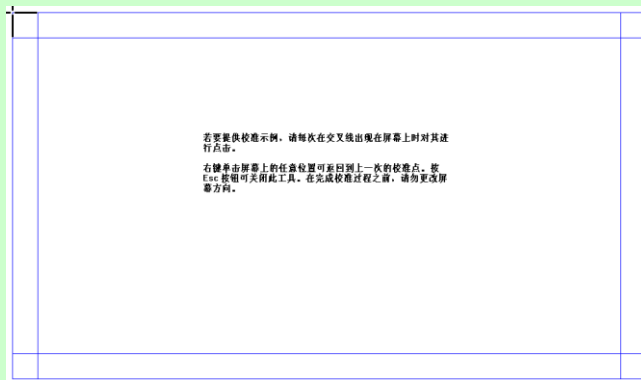 若要提供校准示例，请每次在交叉线出现在屏幕上时对其进
行点击。
右键单击屏幕上的任意位置可返回到上一次的校准点。按
Esc 按钮可关闭此工具。在完成校准过程之前，请勿更改屏
幕方向。